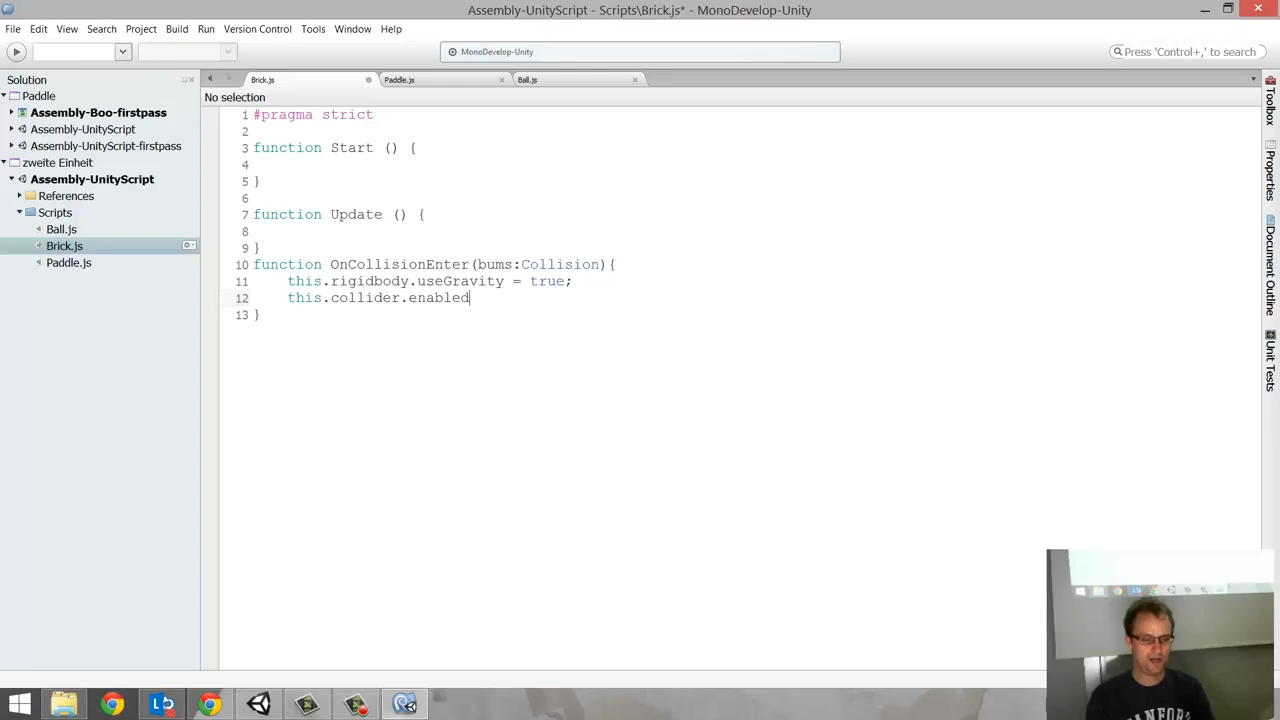 Assembly-UnityScript - Scripts\Brick.js* - MonoDevelop-Unity
File Edit View Search Project Build Run Version Control Tools Window Help
MonoDevelop-Unity
Press 'Control+,' to search
Solution
Paddle
Assembly-Boo-firstpass
Assembly-UnityScript
Assembly-UnityScript-firstpass
zweite Einheit
Assembly-UnityScript
References
Scripts
Ball.js
Brick.js
Paddle.js
Brick.js Paddle.js Ball.js
No selection
1 #pragma strict
2
3 function Start () {
4
5 }
6
7 function Update () {
8
9 }
10 function OnCollisionEnter(bums:Collision){
11 this.rigidbody.useGravity = true;
12 this.collider.enabled
13 }
Toolbox
Properties
Document Outline
Unit Tests